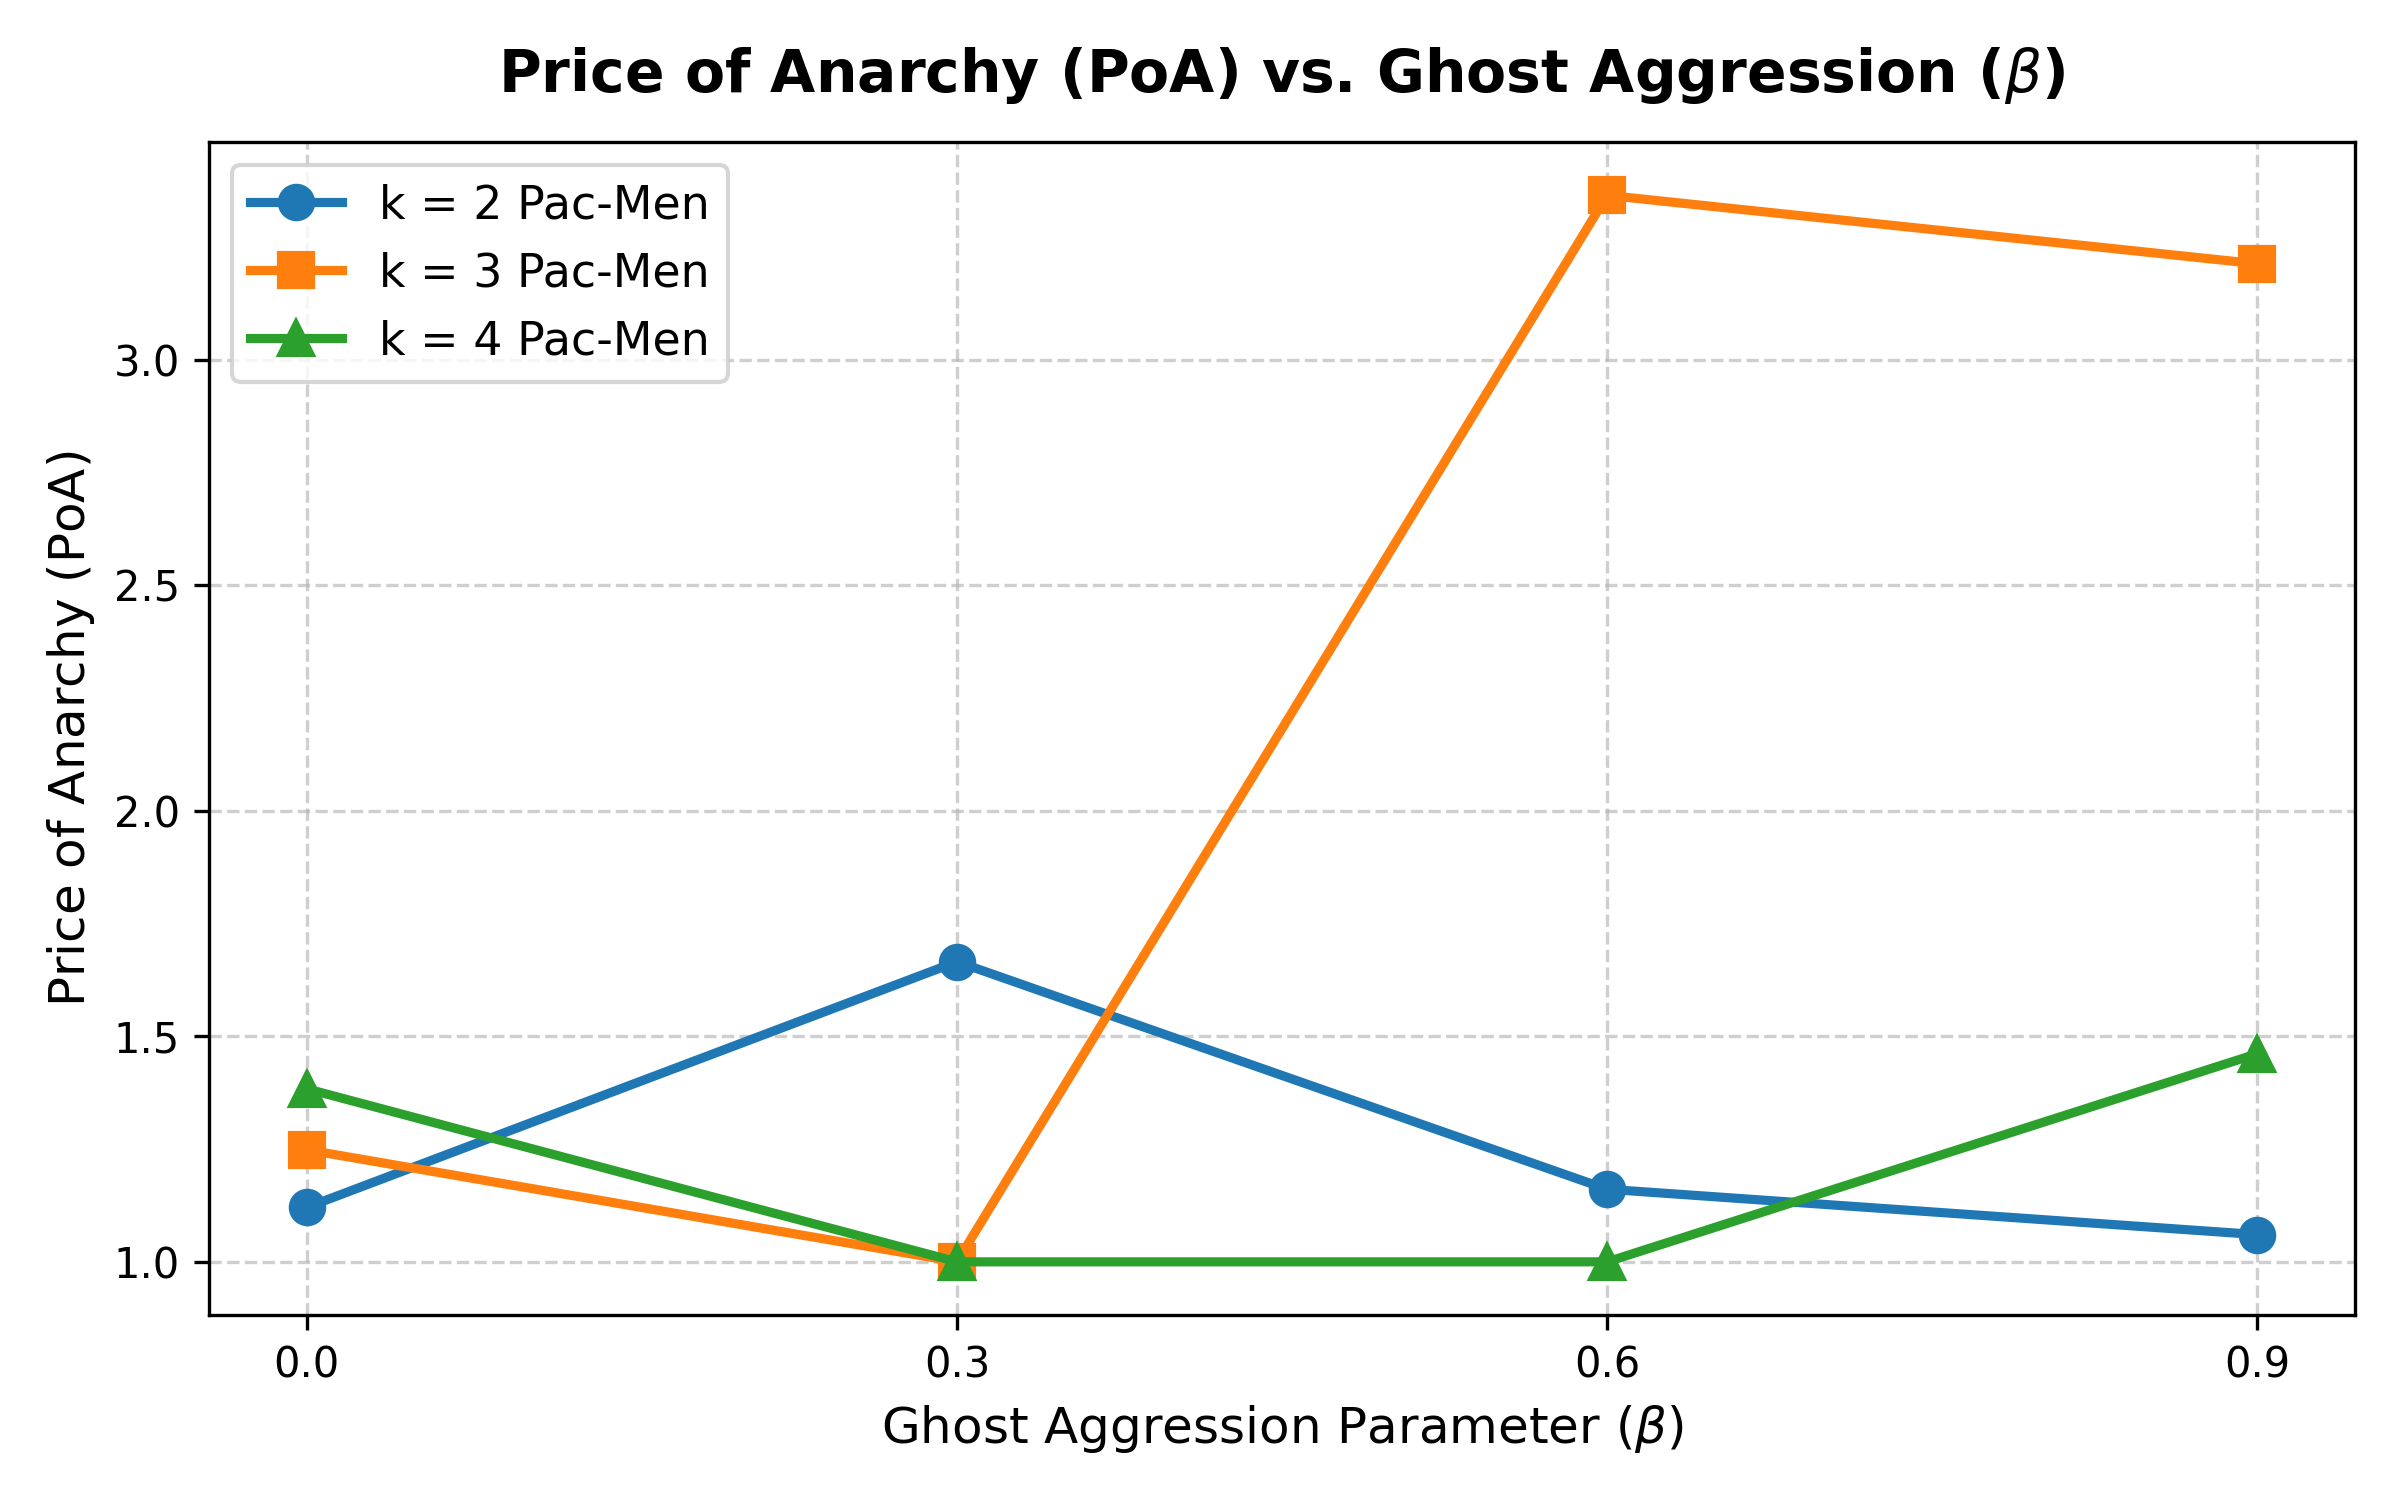 Price of Anarchy (PoA) vs. Ghost Aggression (β)
k = 2 Pac-Men
k = 3 Pac-Men
k = 4 Pac-Men
Price of Anarchy (PoA)
3.0
2.5
2.0
1.5
1.0
0.0 0.3 0.6 0.9
Ghost Aggression Parameter (β)